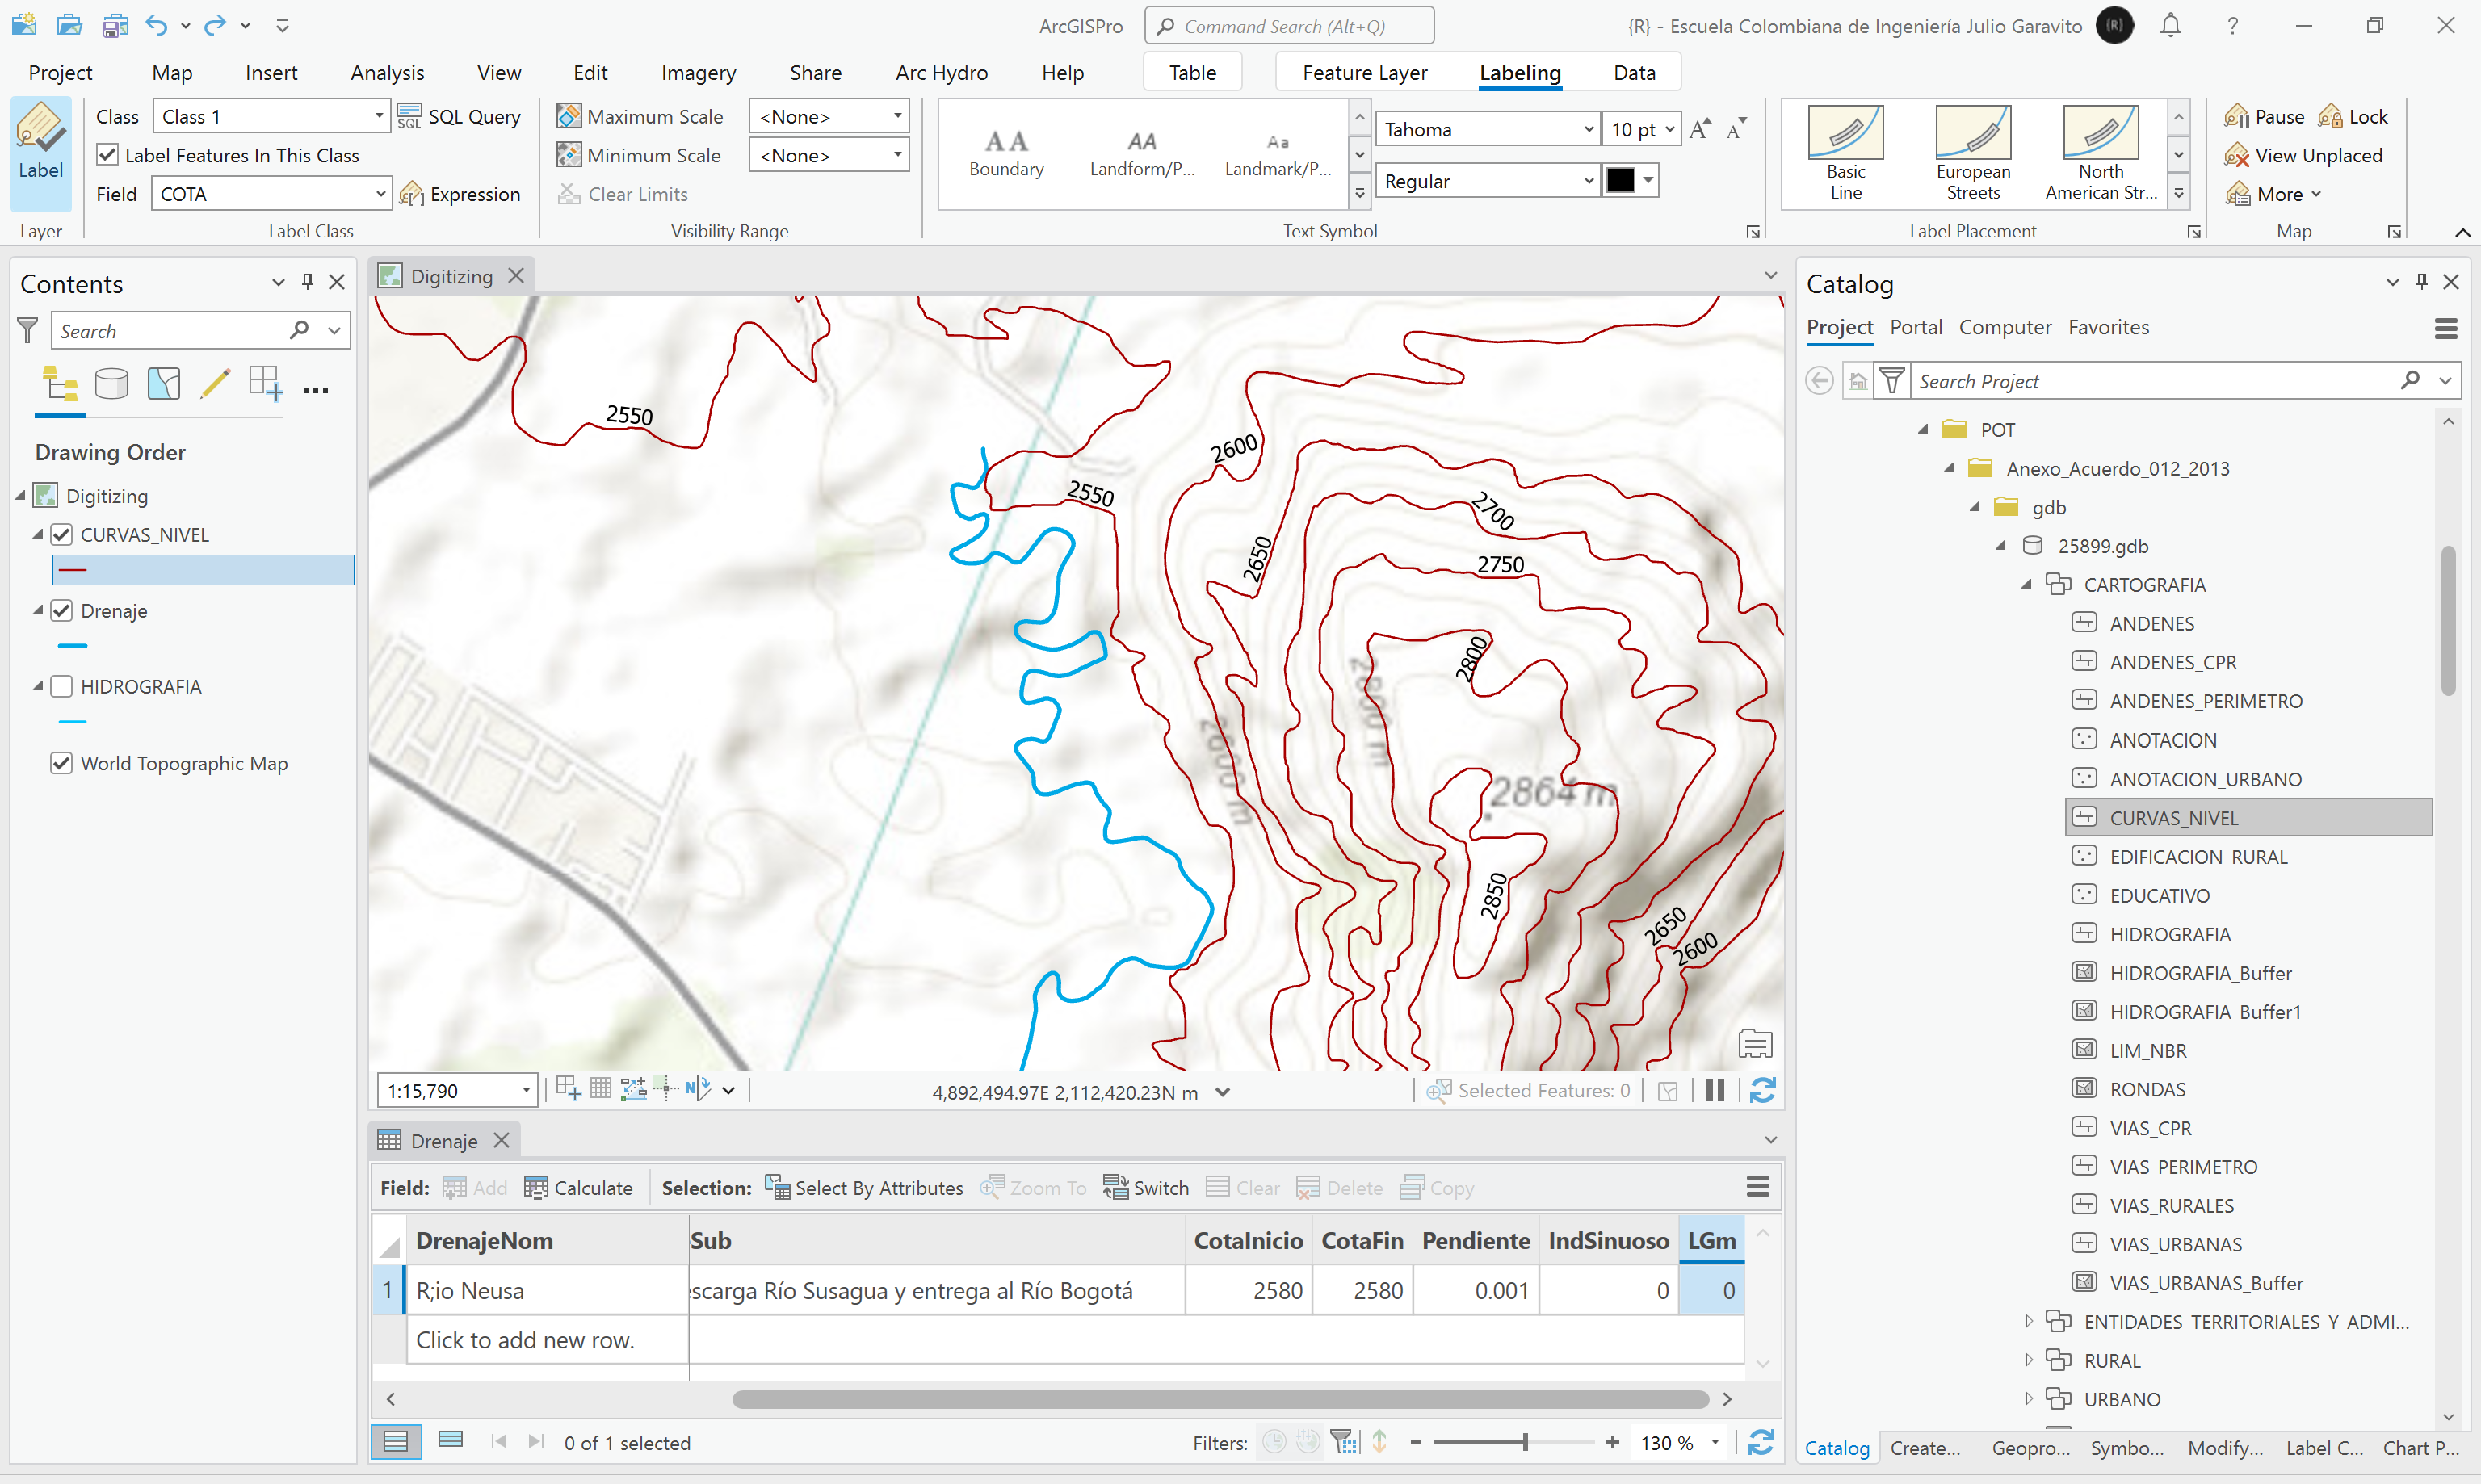 ArcGISPro
Command Search (Alt+Q)
{R} - Escuela Colombiana de Ingeniería Julio Garavito
{R}
Project Map Insert Analysis View Edit Imagery Share Arc Hydro Help Table Feature Layer Labeling Data
Label
Layer
Class Class 1 SQL Query
Label Features In This Class
Field COTA Expression
Label Class
Maximum Scale <None>
Minimum Scale <None>
Clear Limits
Visibility Range
Boundary
Landform/P...
Landmark/P...
Tahoma 10 pt
Regular
Text Symbol
Basic Line
European Streets
North American Str...
Label Placement
Pause Lock
View Unplaced
More
Map
Contents
Search
Drawing Order
Digitizing
CURVAS_NIVEL
Drenaje
HIDROGRAFIA
World Topographic Map
Digitizing
2550
2600
2550
2700
2650
2750
2800
2800 m
2600 m
2864 m
2850
2650
2600
1:15,790
4,892,494.97E 2,112,420.23N m
Selected Features: 0
Drenaje
Field: Add Calculate Selection: Select By Attributes Zoom To Switch Clear Delete Copy
DrenajeNom Sub CotaInicio CotaFin Pendiente IndSinuoso LGm
1 R;io Neusa scarga Río Susagua y entrega al Río Bogotá 2580 2580 0.001 0 0
Click to add new row.
0 of 1 selected
Filters:
130 %
Catalog
Project Portal Computer Favorites
Search Project
POT
Anexo_Acuerdo_012_2013
gdb
25899.gdb
CARTOGRAFIA
ANDENES
ANDENES_CPR
ANDENES_PERIMETRO
ANOTACION
ANOTACION_URBANO
CURVAS_NIVEL
EDIFICACION_RURAL
EDUCATIVO
HIDROGRAFIA
HIDROGRAFIA_Buffer
HIDROGRAFIA_Buffer1
LIM_NBR
RONDAS
VIAS_CPR
VIAS_PERIMETRO
VIAS_RURALES
VIAS_URBANAS
VIAS_URBANAS_Buffer
ENTIDADES_TERRITORIALES_Y_ADMI...
RURAL
URBANO
Catalog Create... Geopro... Symbo... Modify... Label C... Chart P...